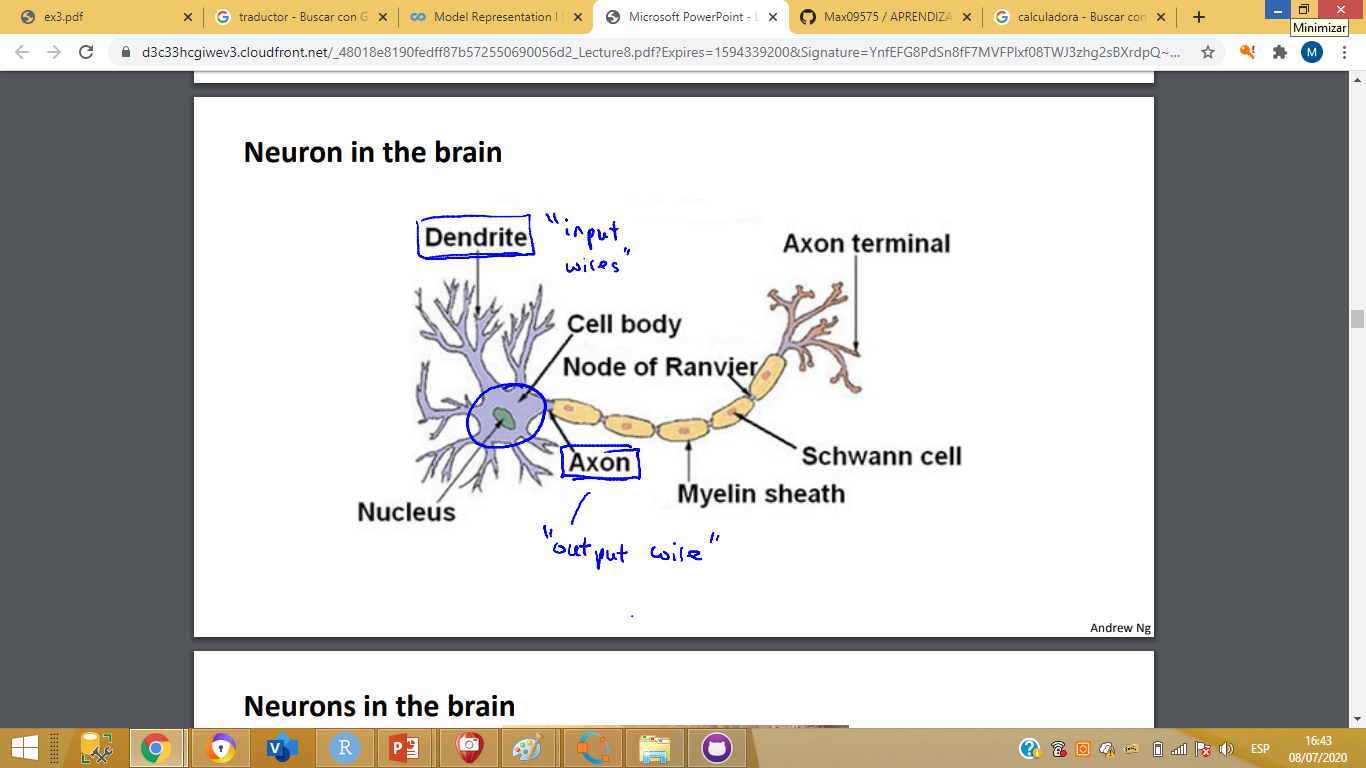 ex3.pdf
traductor - Buscar con G
Model Representation I |
Microsoft PowerPoint - L
Max09575 / APRENDIZA
calculadora - Buscar con
Minimizar
d3c33hcgiwev3.cloudfront.net/_48018e8190fedff87b572550690056d2_Lecture8.pdf?Expires=1594339200&Signature=YnfEFG8PdSn8fF7MVFPlxf08TWJ3zhg2sBXrdpQ~...
M
Neuron in the brain
Dendrite
"input
wires"
Axon terminal
Cell body
Node of Ranvier
Axon
Schwann cell
Myelin sheath
Nucleus
"output wire"
Andrew Ng
Neurons in the brain
ESP
16:43
08/07/2020